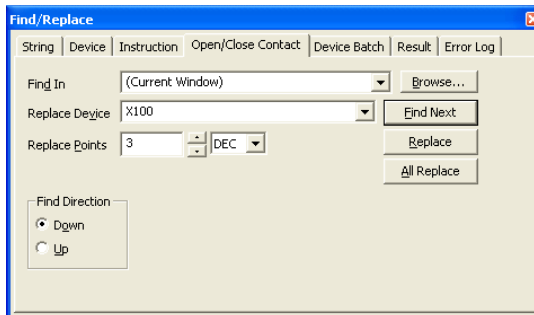 Find/Replace
String Device Instruction Open/Close Contact Device Batch Result Error Log
Find In (Current Window) Browse...
Replace Device X100 Find Next
Replace Points 3 DEC Replace
All Replace
Find Direction
Down
Up